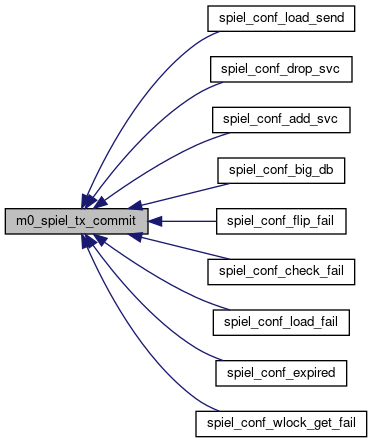 spiel_conf_load_send
spiel_conf_drop_svc
spiel_conf_add_svc
spiel_conf_big_db
m0_spiel_tx_commit
spiel_conf_flip_fail
spiel_conf_check_fail
spiel_conf_load_fail
spiel_conf_expired
spiel_conf_wlock_get_fail